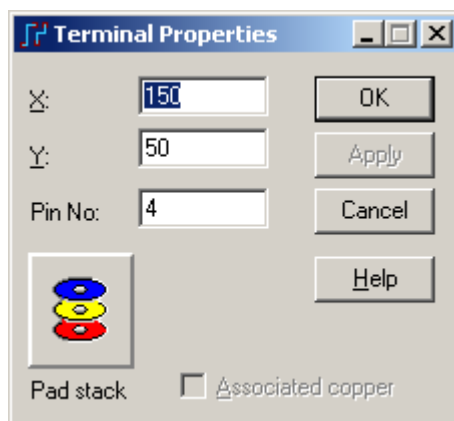 Terminal Properties
X: 150 OK
Y: 50 Apply
Pin No: 4 Cancel
Help
Pad stack Associated copper